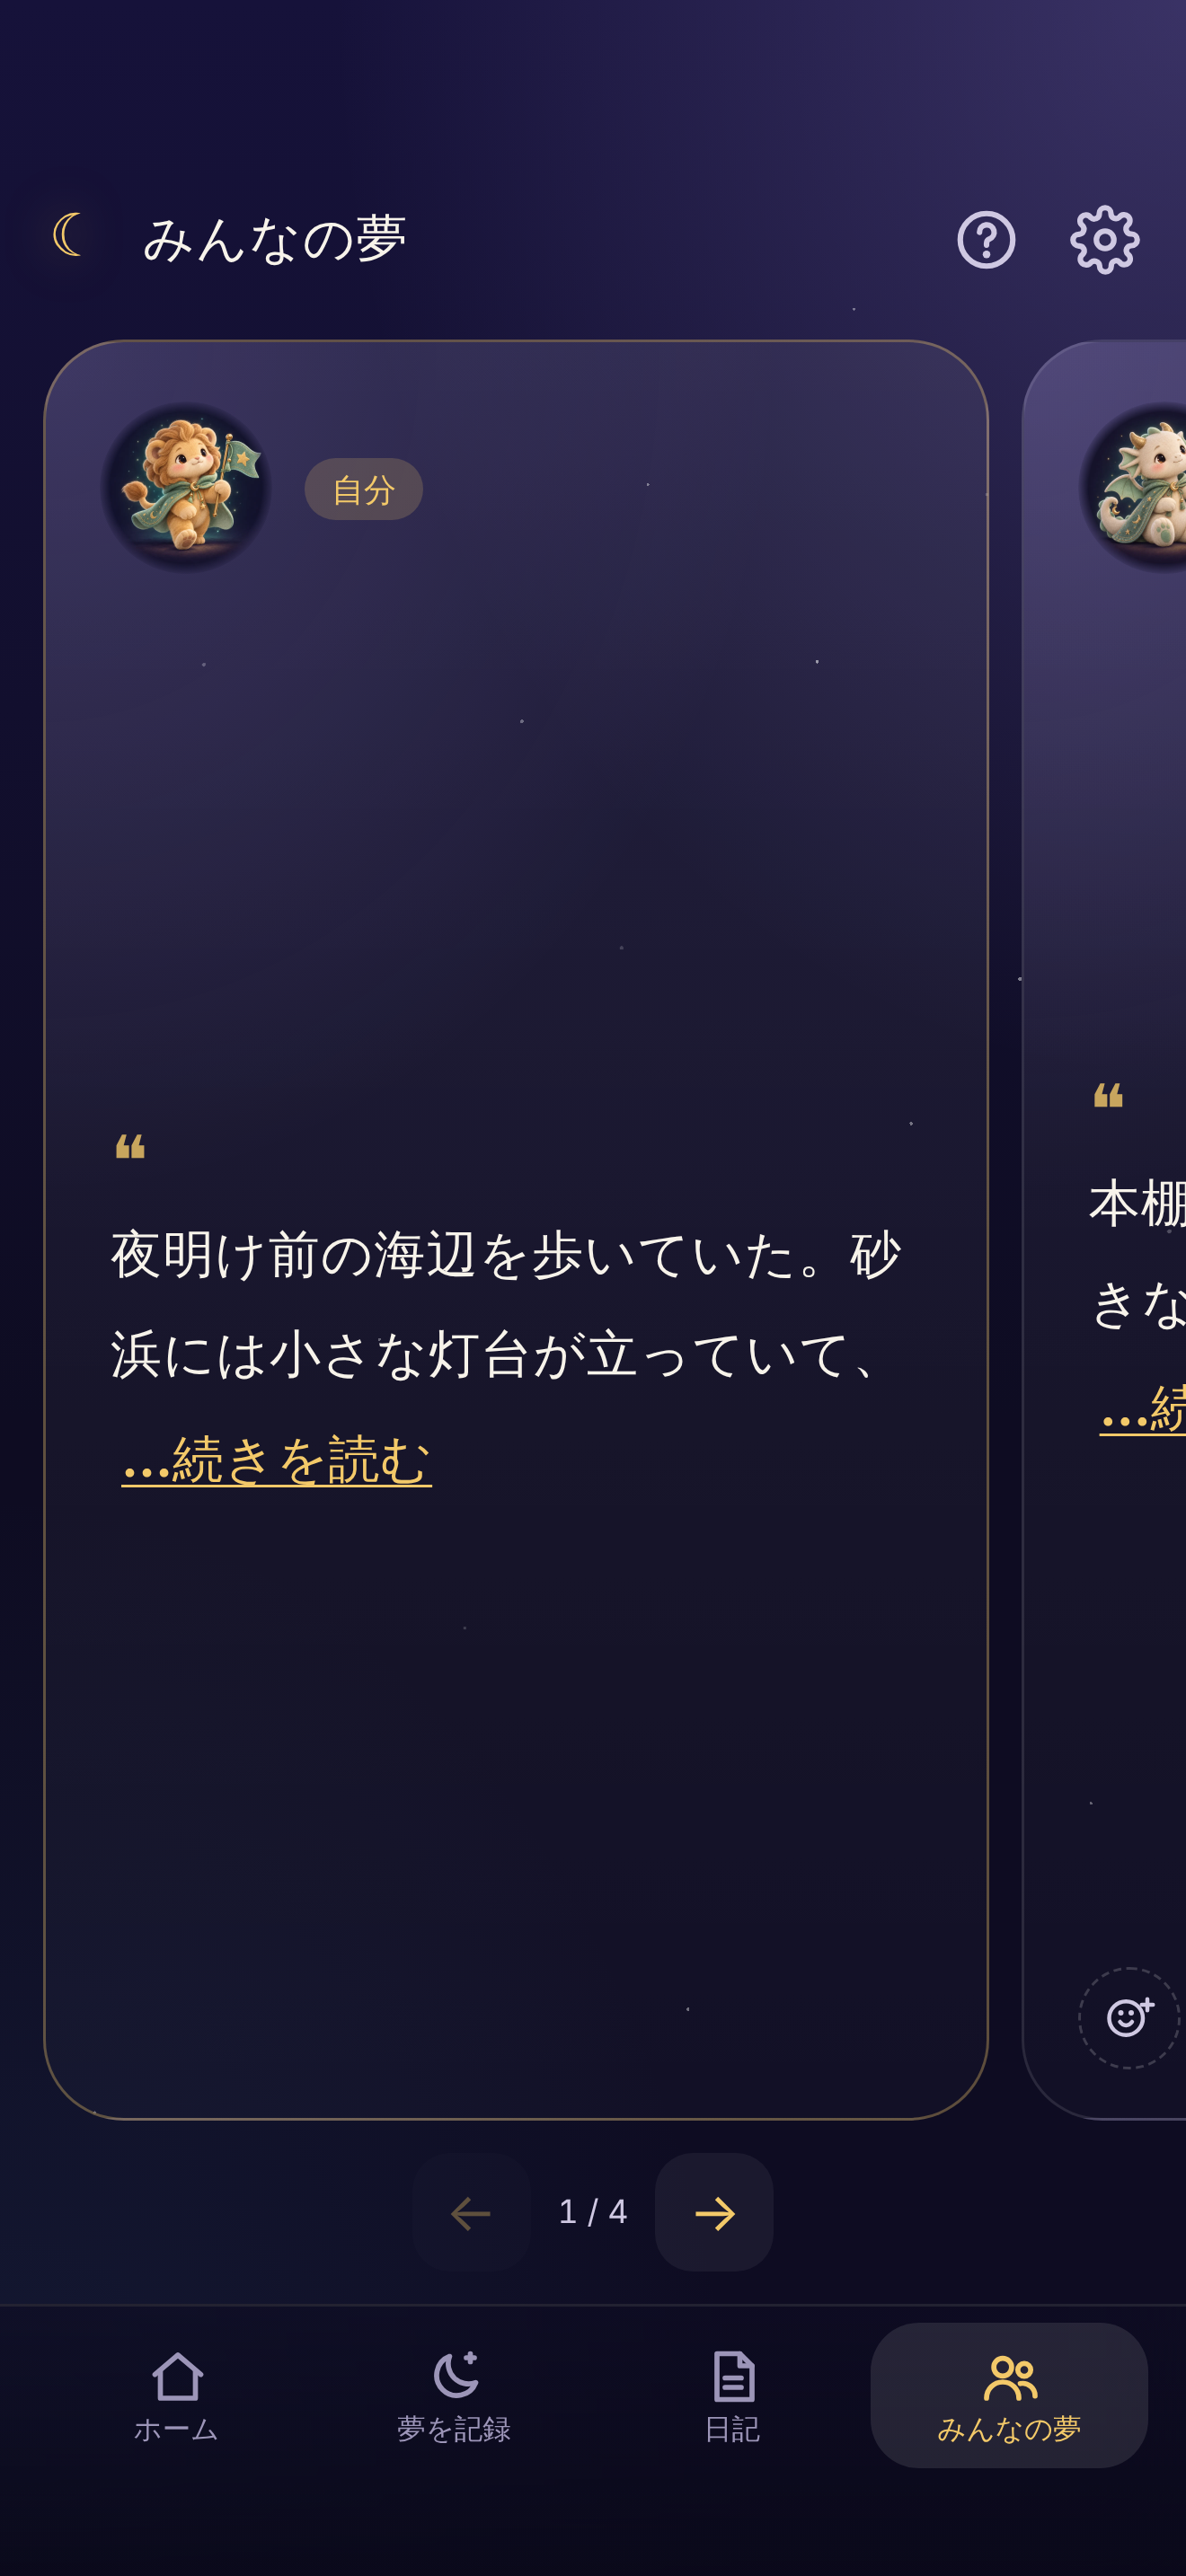 みんなの夢
自分
❝
夜明け前の海辺を歩いていた。砂
浜には小さな灯台が立っていて、
…続きを読む
❝
本棚
きな
…続
1 / 4
ホーム
夢を記録
日記
みんなの夢